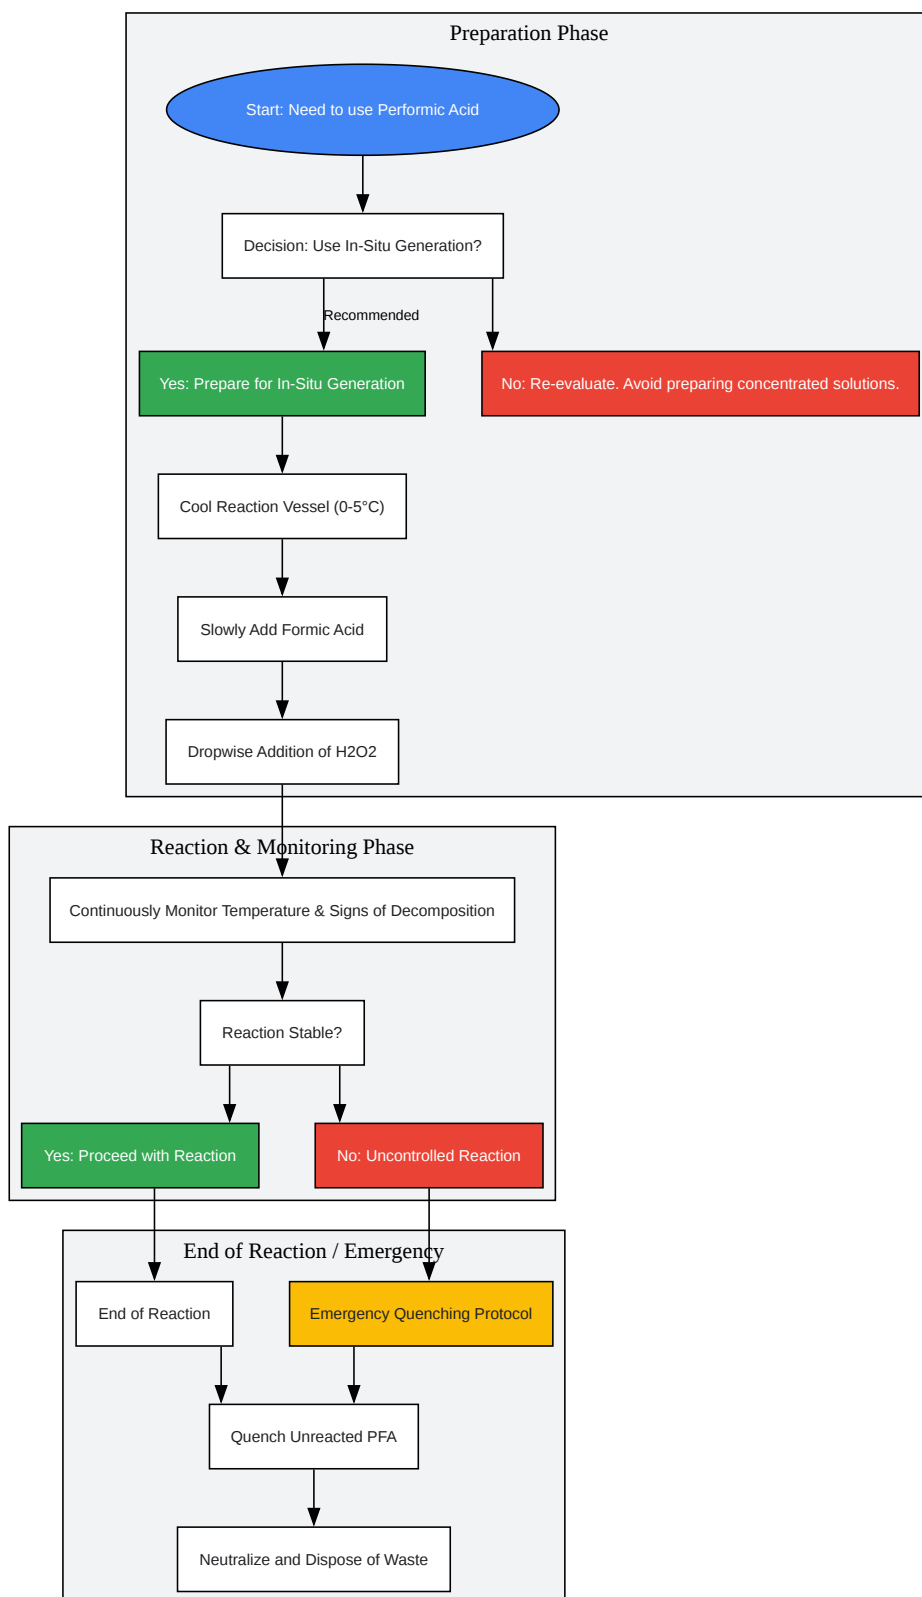 Preparation Phase
Start: Need to use Performic Acid
Decision: Use In-Situ Generation?
Recommended
Yes: Prepare for In-Situ Generation
No: Re-evaluate. Avoid preparing concentrated solutions.
Cool Reaction Vessel (0-5°C)
Slowly Add Formic Acid
Dropwise Addition of H2O2
Reaction & Monitoring Phase
Continuously Monitor Temperature & Signs of Decomposition
Reaction Stable?
Yes: Proceed with Reaction
No: Uncontrolled Reaction
End of Reaction / Emergency
End of Reaction
Emergency Quenching Protocol
Quench Unreacted PFA
Neutralize and Dispose of Waste